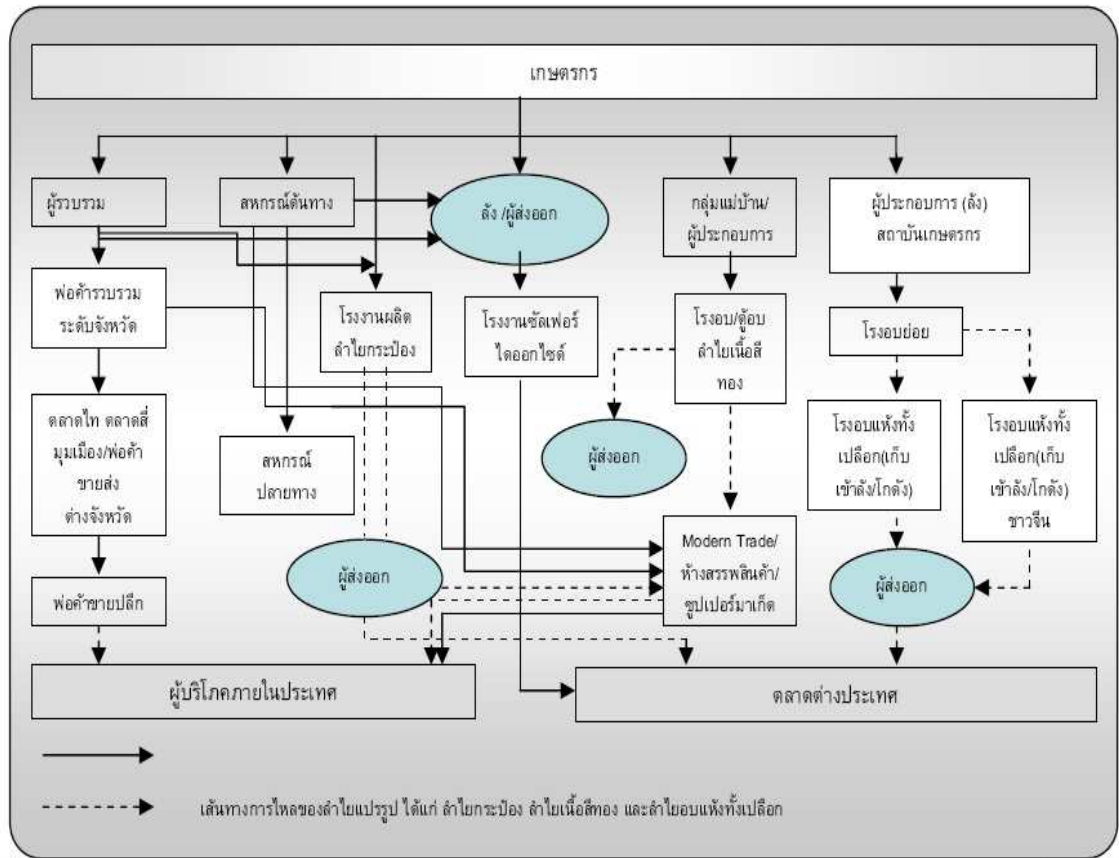 เกษตรกร
ผู้รวบรวม
สหกรณ์ต้นทาง
ล้ง /ผู้ส่งออก
กลุ่มแม่บ้าน/
ผู้ประกอบการ
ผู้ประกอบการ (ล้ง)
สถาบันเกษตรกร
พ่อค้ารวบรวม
ระดับจังหวัด
โรงงานผลิต
ลำไยกระป๋อง
โรงงานซัลเฟอร์
ไดออกไซด์
โรงอบ/ตู้อบ
ลำไยเนื้อสี
ทอง
โรงอบย่อย
ตลาดไท ตลาดสี่
มุมเมือง/พ่อค้า
ขายส่ง
ต่างจังหวัด
สหกรณ์
ปลายทาง
ผู้ส่งออก
โรงอบแห้งทั้ง
เปลือก(เก็บ
เข้าลัง/โกดัง)
โรงอบแห้งทั้ง
เปลือก(เก็บ
เข้าลัง/โกดัง)
ชาวจีน
พ่อค้าขายปลีก
ผู้ส่งออก
Modern Trade/
ห้างสรรพสินค้า/
ซูปเปอร์มาเก็ต
ผู้ส่งออก
ผู้บริโภคภายในประเทศ
ตลาดต่างประเทศ
เส้นทางการไหลของลำไยแปรรูป ได้แก่ ลำไยกระป๋อง ลำไยเนื้อสีทอง และลำไยอบแห้งทั้งเปลือก